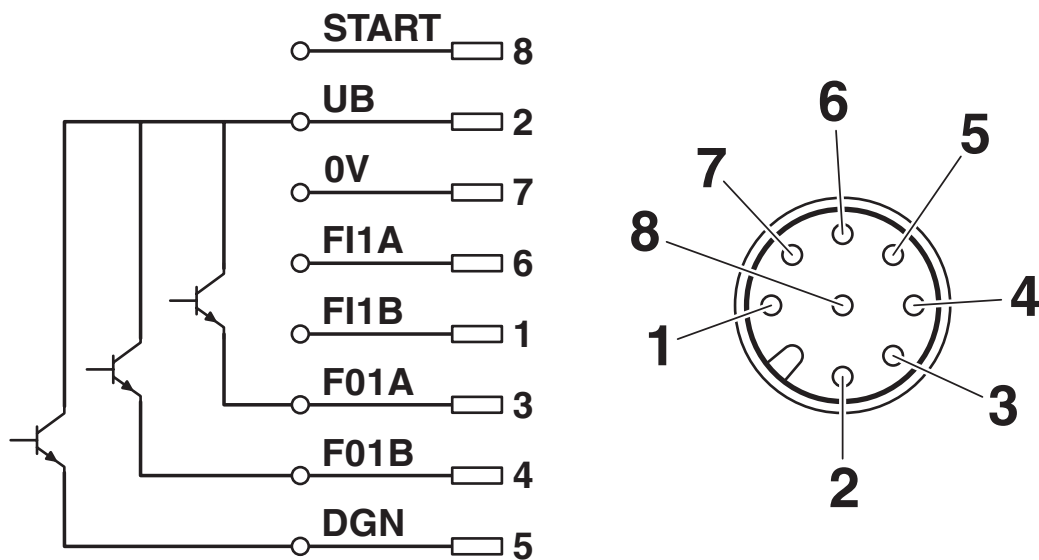 START 8
UB 2
0V 7
FI1A 6
FI1B 1
F01A 3
F01B 4
DGN 5
6
7 5
8
1 4
3
2